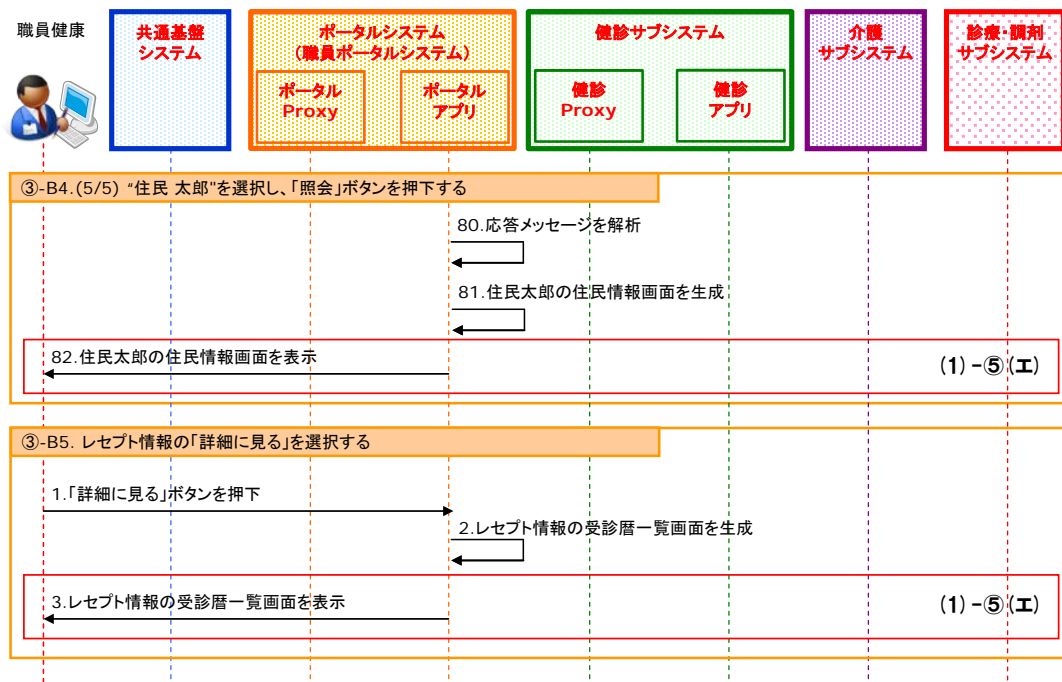 職員健康
共通基盤
システム
ポータルシステム
(職員ポータルシステム)
ポータル
Proxy
ポータル
アプリ
健診サブシステム
健診
Proxy
健診
アプリ
介護
サブシステム
診療・調剤
サブシステム
③-B4.(5/5) “住民 太郎"を選択し、「照会」ボタンを押下する
80.応答メッセージを解析
81.住民太郎の住民情報画面を生成
82.住民太郎の住民情報画面を表示
(1)-⑤(エ)
③-B5. レセプト情報の「詳細に見る」を選択する
1.「詳細に見る」ボタンを押下
2.レセプト情報の受診暦一覧画面を生成
3.レセプト情報の受診暦一覧画面を表示
(1)-⑤(エ)